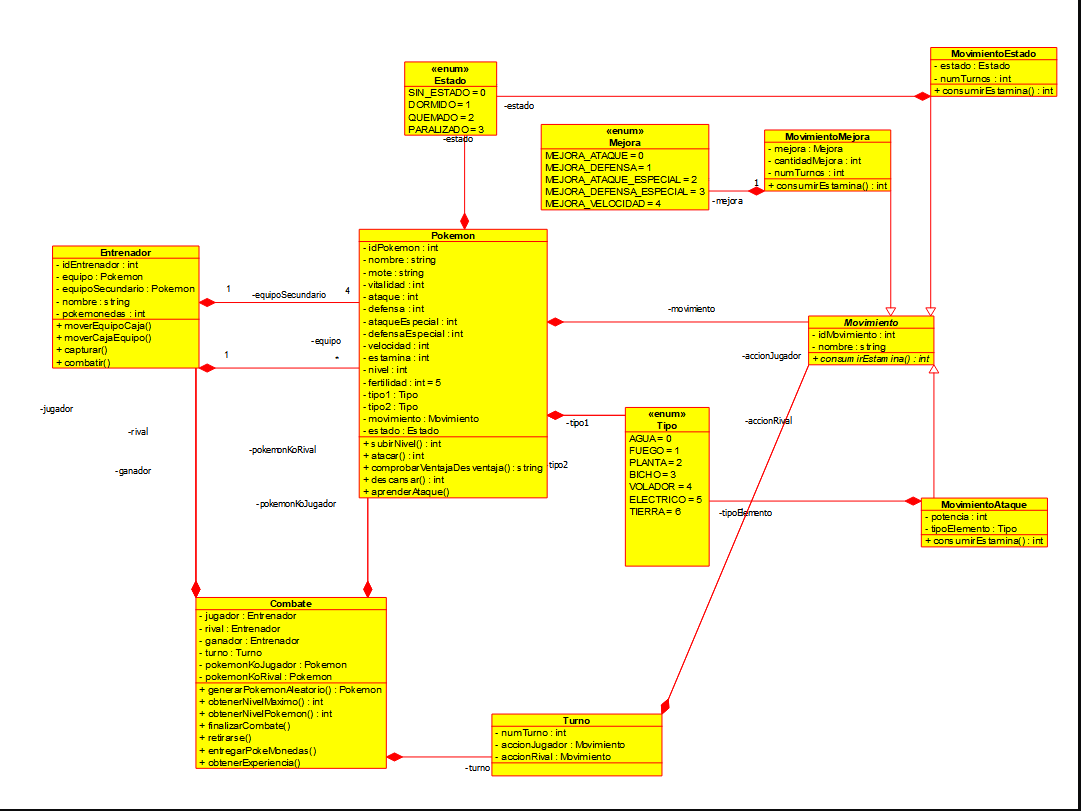 «enum»
Estado
SIN_ESTADO = 0
DORMIDO = 1
QUEMADO = 2
PARALIZADO = 3
-estado
-estado
MovimientoEstado
- estado : Estado
- numTurnos : int
+ consumirEstamina() : int
«enum»
Mejora
MEJORA_ATAQUE = 0
MEJORA_DEFENSA = 1
MEJORA_ATAQUE_ESPECIAL = 2
MEJORA_DEFENSA_ESPECIAL = 3
MEJORA_VELOCIDAD = 4
1
-mejora
MovimientoMejora
- mejora : Mejora
- cantidadMejora : int
- numTurnos : int
+ consumirEstamina() : int
Entrenador
- idEntrenador : int
- equipo : Pokemon
- equipoSecundario : Pokemon
- nombre : string
- pokemonedas : int
+ moverEquipoCaja()
+ moverCajaEquipo()
+ capturar()
+ combatir()
1
-equipoSecundario
4
1
-equipo
*
Pokemon
- idPokemon : int
- nombre : string
- mote : string
- vitalidad : int
- ataque : int
- defensa : int
- ataqueEspecial : int
- defensaEspecial : int
- velocidad : int
- estamina : int
- nivel : int
- fertilidad : int = 5
- tipo1 : Tipo
- tipo2 : Tipo
- movimiento : Movimiento
- estado : Estado
+ subirNivel() : int
+ atacar() : int
+ comprobarVentajaDesventaja() : string
+ descansar() : int
+ aprenderAtaque()
-movimiento
Movimiento
- idMovimiento : int
- nombre : string
+ consumirEstamina() : int
-accionJugador
-accionRival
-tipo1
tipo2
«enum»
Tipo
AGUA = 0
FUEGO = 1
PLANTA = 2
BICHO = 3
VOLADOR = 4
ELECTRICO = 5
TIERRA = 6
-tipoElemento
MovimientoAtaque
- potencia : int
- tipoElemento : Tipo
+ consumirEstamina() : int
-jugador
-rival
-ganador
-pokemonKoRival
-pokemonKoJugador
Combate
- jugador : Entrenador
- rival : Entrenador
- ganador : Entrenador
- turno : Turno
- pokemonKoJugador : Pokemon
- pokemonKoRival : Pokemon
+ generarPokemonAleatorio() : Pokemon
+ obtenerNivelMaximo() : int
+ obtenerNivelPokemon() : int
+ finalizarCombate()
+ retirarse()
+ entregarPokeMonedas()
+ obtenerExperiencia()
-turno
Turno
- numTurno : int
- accionJugador : Movimiento
- accionRival : Movimiento